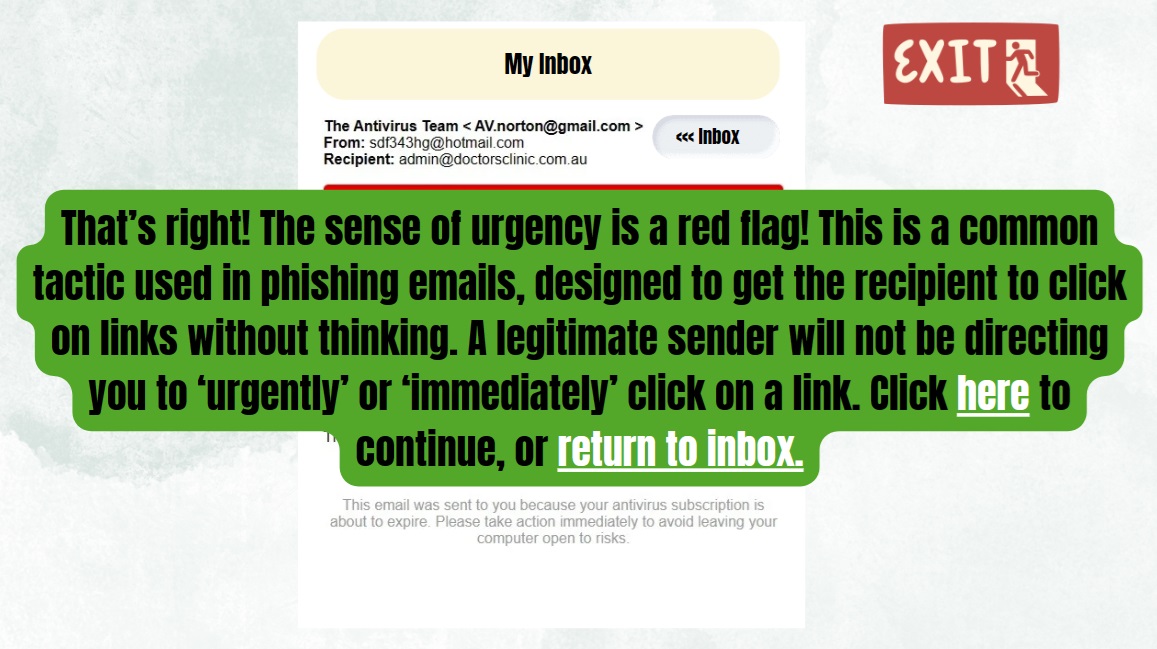 My Inbox
EXIT
The Antivirus Team < AV.norton@gmail.com >
<<< Inbox
From: sdf343hg@hotmail.com
Recipient: admin@doctorsclinic.com.au
That’s right! The sense of urgency is a red flag! This is a common
tactic used in phishing emails, designed to get the recipient to click
on links without thinking. A legitimate sender will not be directing
you to ‘urgently’ or ‘immediately’ click on a link. Click here to
continue, or return to inbox.
This email was sent to you because your antivirus subscription is
about to expire. Please take action immediately to avoid leaving your
computer open to risks.